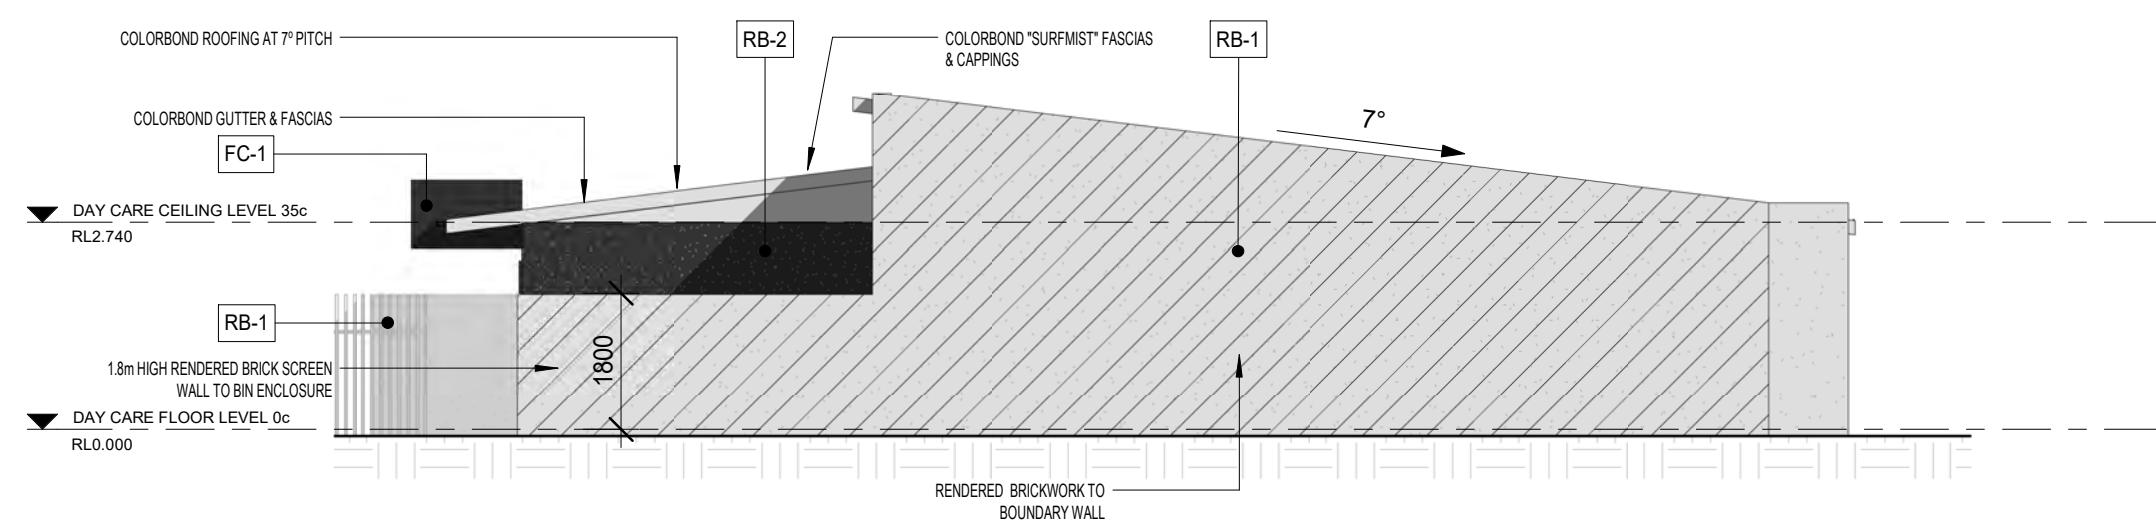 COLORBOND ROOFING AT 7º PITCH
RB-2
COLORBOND "SURFMIST" FASCIAS
& CAPPINGS
RB-1
COLORBOND GUTTER & FASCIAS
7°
FC-1
DAY CARE CEILING LEVEL 35c
RL2.740
RB-1
1800
1.8m HIGH RENDERED BRICK SCREEN
WALL TO BIN ENCLOSURE
DAY CARE FLOOR LEVEL 0c
RL0.000
RENDERED BRICKWORK TO
BOUNDARY WALL